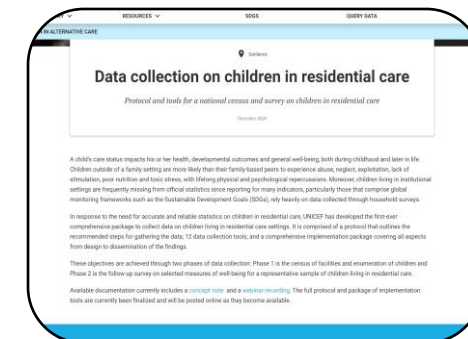 RESOURCES
SDGS
QUERY DATA
IN ALTERNATIVE CARE
Guidance
Data collection on children in residential care
Protocol and tools for a national census and survey on children in residential care
December 2020
A child's care status impacts his or her health, developmental outcomes and general well-being, both during childhood and later in life.
Children outside of a family setting are more likely than their family-based peers to experience abuse, neglect, exploitation, lack of
stimulation, poor nutrition and toxic stress, with lifelong physical and psychological repercussions. Moreover, children living in institutional
settings are frequently missing from official statistics since reporting for many indicators, particularly those that comprise global
monitoring frameworks such as the Sustainable Development Goals (SDGs), rely heavily on data collected through household surveys.
In response to the need for accurate and reliable statistics on children in residential care, UNICEF has developed the first-ever
comprehensive package to collect data on children living in residential care settings. It is comprised of a protocol that outlines the
recommended steps for gathering the data, 12 data collection tools, and a comprehensive implementation package covering all aspects
from design to dissemination of the findings.
These objectives are achieved through two phases of data collection: Phase 1 is the census of facilities and enumeration of children and
Phase 2 is the follow-up survey on selected measures of well-being for a representative sample of children living in residential care.
Available documentation currently includes a concept note and a webinar recording. The full protocol and package of implementation
tools are currently been finalized and will be posted online as they become available.